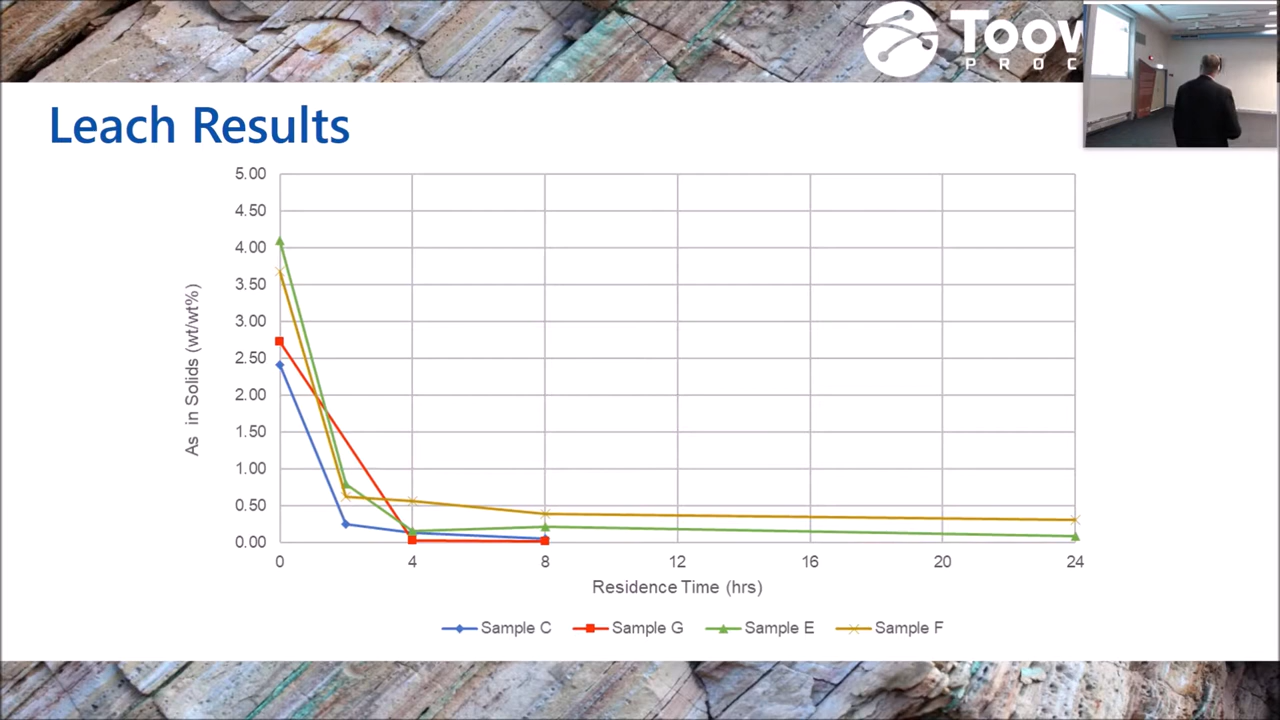 Leach Results
5.00
4.50
4.00
3.50
3.00
2.50
2.00
1.50
1.00
0.50
0.00
As in Solids (wt/wt%)
0 4 8 12 16 20 24
Residence Time (hrs)
Sample C Sample G Sample E Sample F